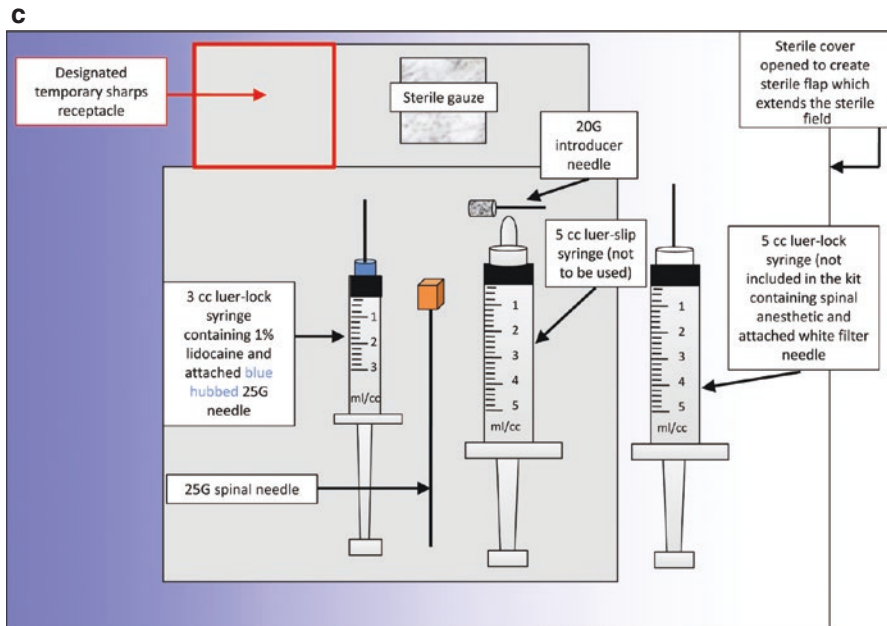 c
Designated
temporary sharps
receptacle
Sterile gauze
Sterile cover
opened to create
sterile flap which
extends the sterile
field
20G
introducer
needle
5 cc luer-slip
syringe (not
to be used)
5 cc luer-lock
syringe (not
included in the kit
containing spinal
anesthetic and
attached white filter
needle
3 cc luer-lock
syringe
containing 1%
lidocaine and
attached blue
hubbed 25G
needle
1
2
3
ml/cc
1
2
3
4
5
ml/cc
1
2
3
4
5
ml/cc
25G spinal needle